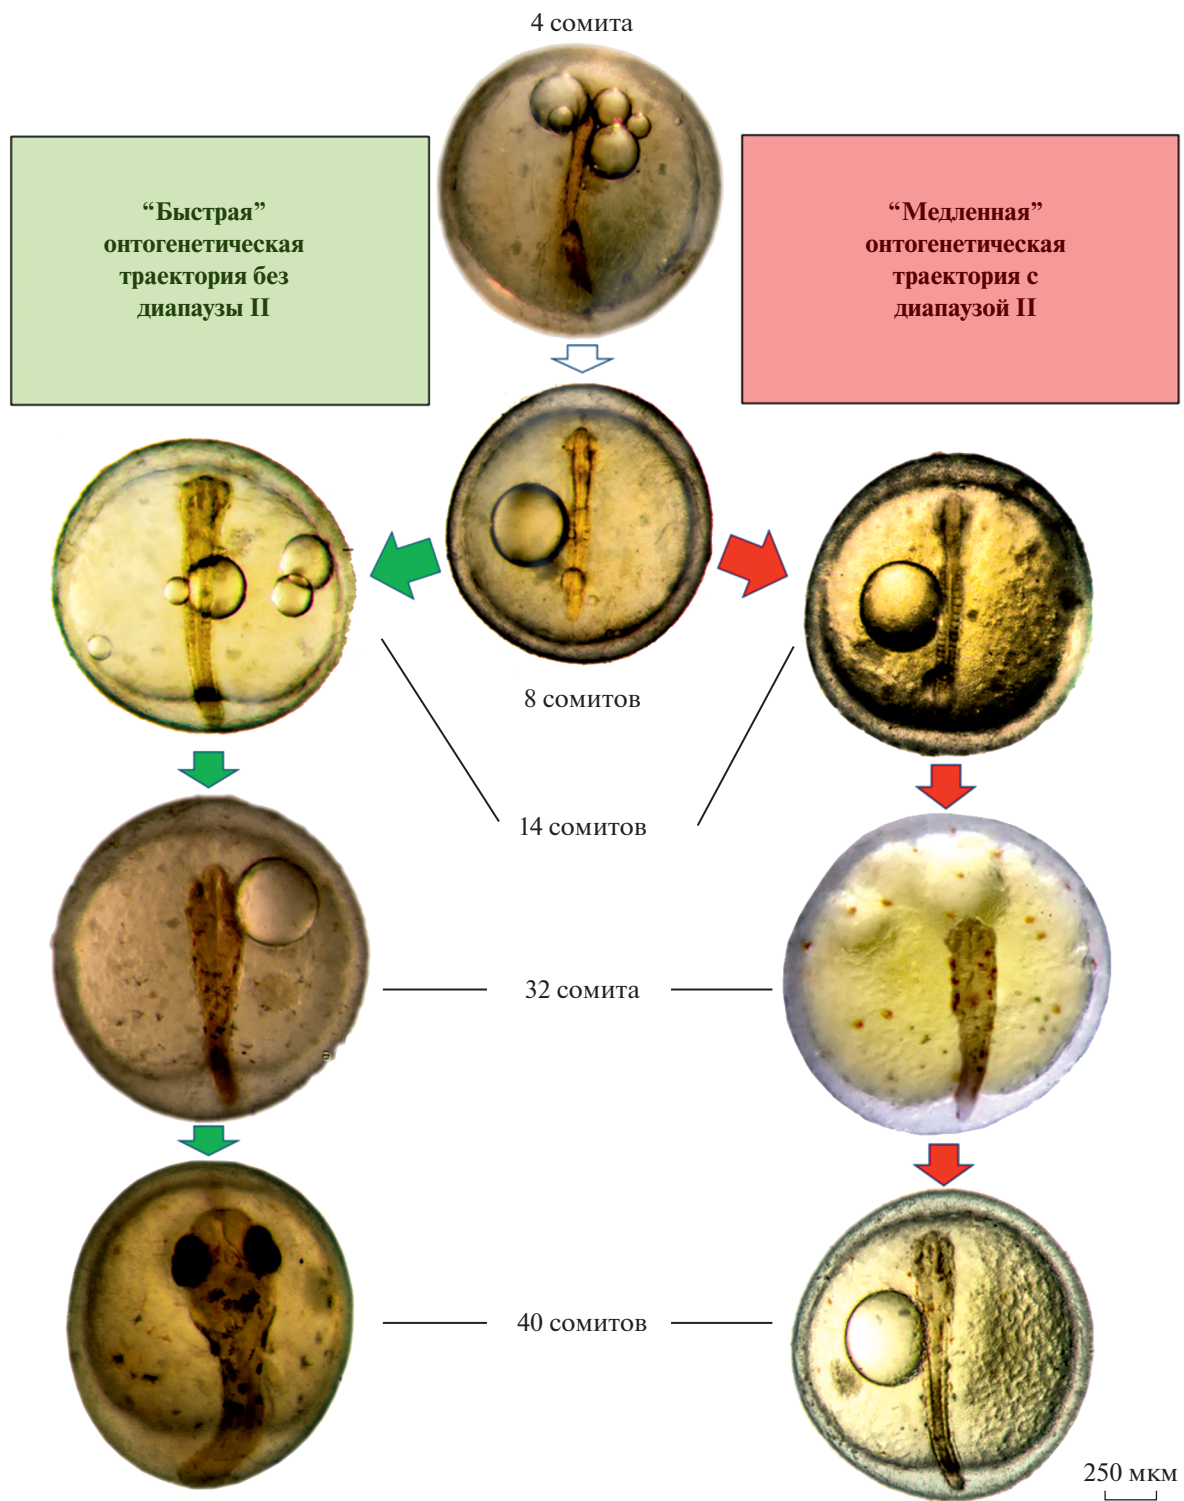 4 сомита
“Быстрая”
онтогенетическая
траектория без
диапаузы II
“Медленная”
онтогенетическая
траектория с
диапаузой II
8 сомитов
14 сомитов
32 сомита
40 сомитов
250 мкм